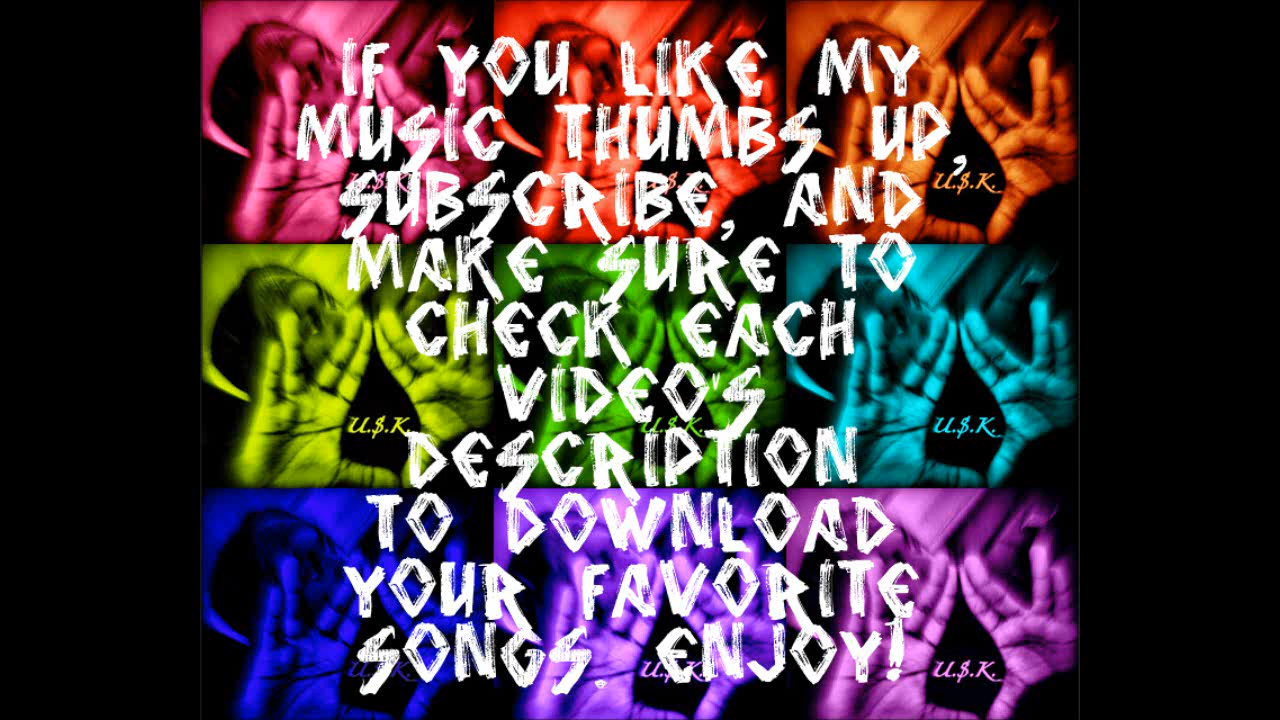 IF YOU LIKE MY
MUSIC THUMBS UP,
SUBSCRIBE, AND
MAKE SURE TO
CHECK EACH
VIDEO'S
DESCRIPTION
TO DOWNLOAD
YOUR FAVORITE
SONGS. ENJOY!
U.$.K.
U.$.K.
U.$.K.
U.$.K.
U.$.K.
U.$.K.
U.$.K.
U.$.K.
U.$.K.